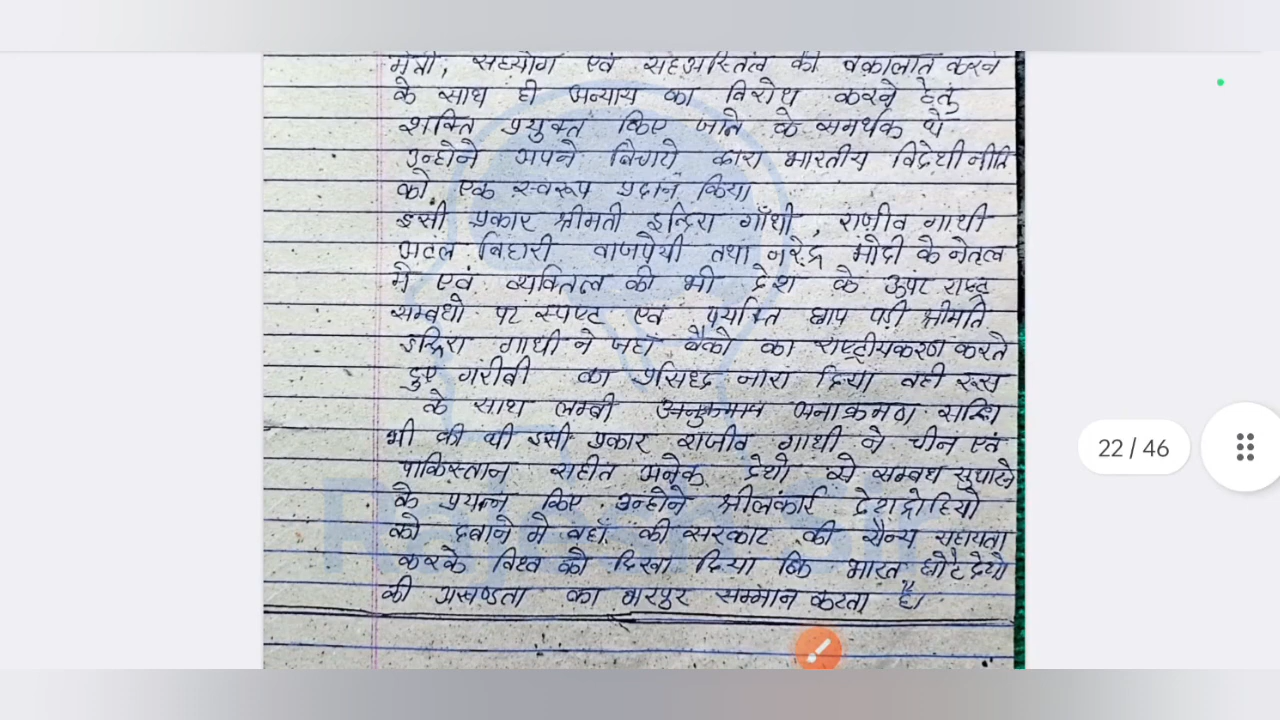 मैत्री, सहयोग एवं सहअस्तित्व की वकालात करने
के साथ ही अन्याय का विरोध करने हेतु
शक्ति प्रयुक्त किए जाने के समर्थक थे
उन्होने अपने विचारो द्वारा भारतीय विदेशी नीति
को एक स्वरूप प्रदान किया
इसी प्रकार श्रीमती इन्दिरा गाँधी, राजीव गाधी
अटल बिहारी वाजपेयी तथा नरेंद्र मोदी के नेतृत्व
मे एवं व्यक्तित्व की भी देश के ऊपर राष्ट्र
सम्बधो पर स्पष्ट एवं पर्याप्त छाप पड़ी श्रीमति
इन्द्रिरा गाधी ने जहाँ बैंको का राष्ट्रीयकरण करते
हुए गरीबी का प्रसिध्द नारा दिया वही रूस
के साथ लम्बी अनाक्रमण सन्धि
भी की थी इसी प्रकार राजीव गाधी ने चीन एवं
पाकिस्तान सहीत अनेक देशो से सम्बध सुधारने
के प्रयत्न किए उन्होने श्रीलंकाई देशद्रोहियो
को दबाने मे वहाँ की सरकार की सैन्य सहायता
करके विश्व को दिखा दिया कि भारत छोटे देशो
की अखण्डता का भरपुर सम्मान करता है।
22 / 46